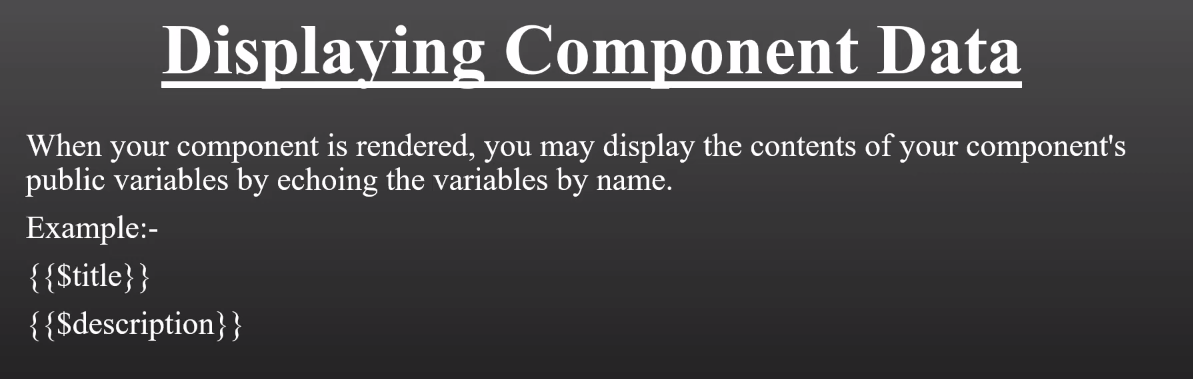 Displaying Component Data
When your component is rendered, you may display the contents of your component's
public variables by echoing the variables by name.
Example:-
{{$title}}
{{$description}}